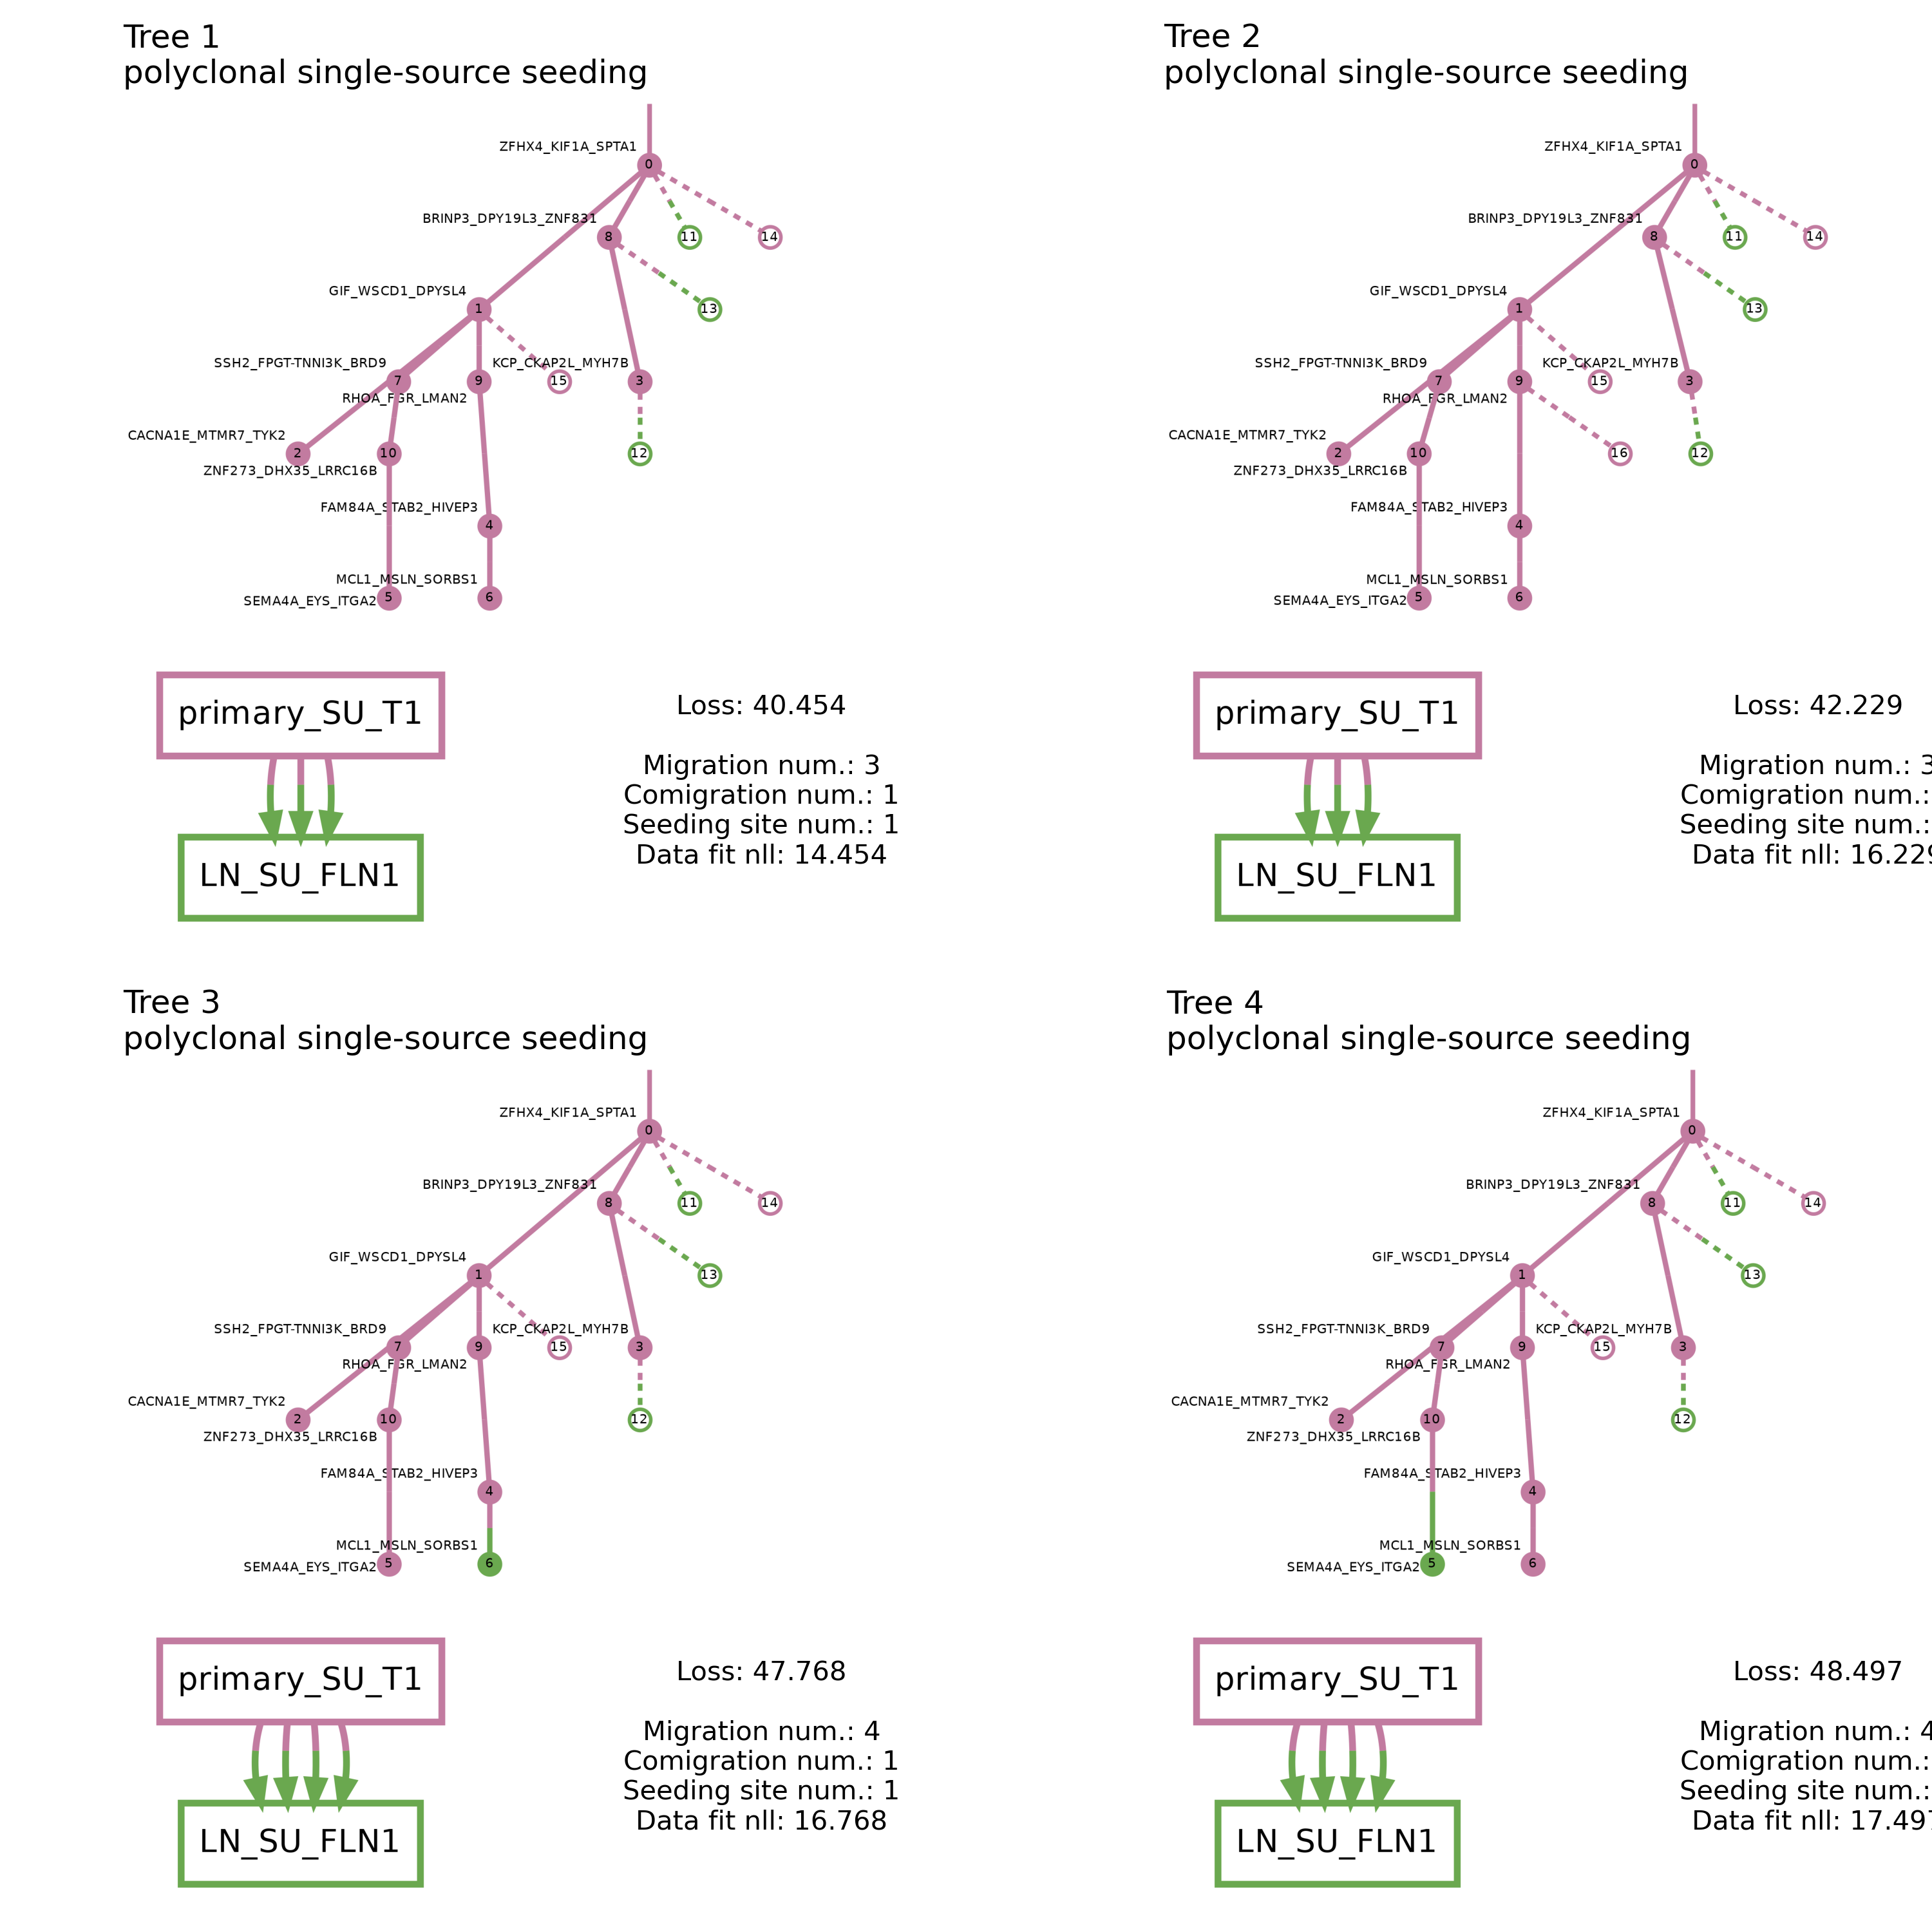 Tree 1
polyclonal single-source seeding
ZFHX4_KIF1A_SPTA1
0
BRINP3_DPY19L3_ZNF831
8
11
14
GIF_WSCD1_DPYSL4
1
13
SSH2_FPGT-TNNI3K_BRD9
7
9
KCP_CKAP2L_MYH7B
15
3
RHOA_FGR_LMAN2
CACNA1E_MTMR7_TYK2
2
10
12
ZNF273_DHX35_LRRC16B
FAM84A_STAB2_HIVEP3
4
MCL1_MSLN_SORBS1
SEMA4A_EYS_ITGA2
5
6
primary_SU_T1
LN_SU_FLN1
Loss: 40.454
Migration num.: 3
Comigration num.: 1
Seeding site num.: 1
Data fit nll: 14.454
Tree 2
polyclonal single-source seeding
ZFHX4_KIF1A_SPTA1
0
BRINP3_DPY19L3_ZNF831
8
11
14
GIF_WSCD1_DPYSL4
1
13
SSH2_FPGT-TNNI3K_BRD9
7
9
KCP_CKAP2L_MYH7B
15
3
RHOA_FGR_LMAN2
CACNA1E_MTMR7_TYK2
2
10
16
12
ZNF273_DHX35_LRRC16B
FAM84A_STAB2_HIVEP3
4
MCL1_MSLN_SORBS1
SEMA4A_EYS_ITGA2
5
6
primary_SU_T1
LN_SU_FLN1
Loss: 42.229
Migration num.: 3
Comigration num.:
Seeding site num.:
Data fit nll: 16.229
Tree 3
polyclonal single-source seeding
ZFHX4_KIF1A_SPTA1
0
BRINP3_DPY19L3_ZNF831
8
11
14
GIF_WSCD1_DPYSL4
1
13
SSH2_FPGT-TNNI3K_BRD9
7
9
KCP_CKAP2L_MYH7B
15
3
RHOA_FGR_LMAN2
CACNA1E_MTMR7_TYK2
2
10
12
ZNF273_DHX35_LRRC16B
FAM84A_STAB2_HIVEP3
4
MCL1_MSLN_SORBS1
SEMA4A_EYS_ITGA2
5
6
primary_SU_T1
LN_SU_FLN1
Loss: 47.768
Migration num.: 4
Comigration num.: 1
Seeding site num.: 1
Data fit nll: 16.768
Tree 4
polyclonal single-source seeding
ZFHX4_KIF1A_SPTA1
0
BRINP3_DPY19L3_ZNF831
8
11
14
GIF_WSCD1_DPYSL4
1
13
SSH2_FPGT-TNNI3K_BRD9
7
9
KCP_CKAP2L_MYH7B
15
3
RHOA_FGR_LMAN2
CACNA1E_MTMR7_TYK2
2
10
12
ZNF273_DHX35_LRRC16B
FAM84A_STAB2_HIVEP3
4
MCL1_MSLN_SORBS1
SEMA4A_EYS_ITGA2
5
6
primary_SU_T1
LN_SU_FLN1
Loss: 48.497
Migration num.: 4
Comigration num.:
Seeding site num.:
Data fit nll: 17.497